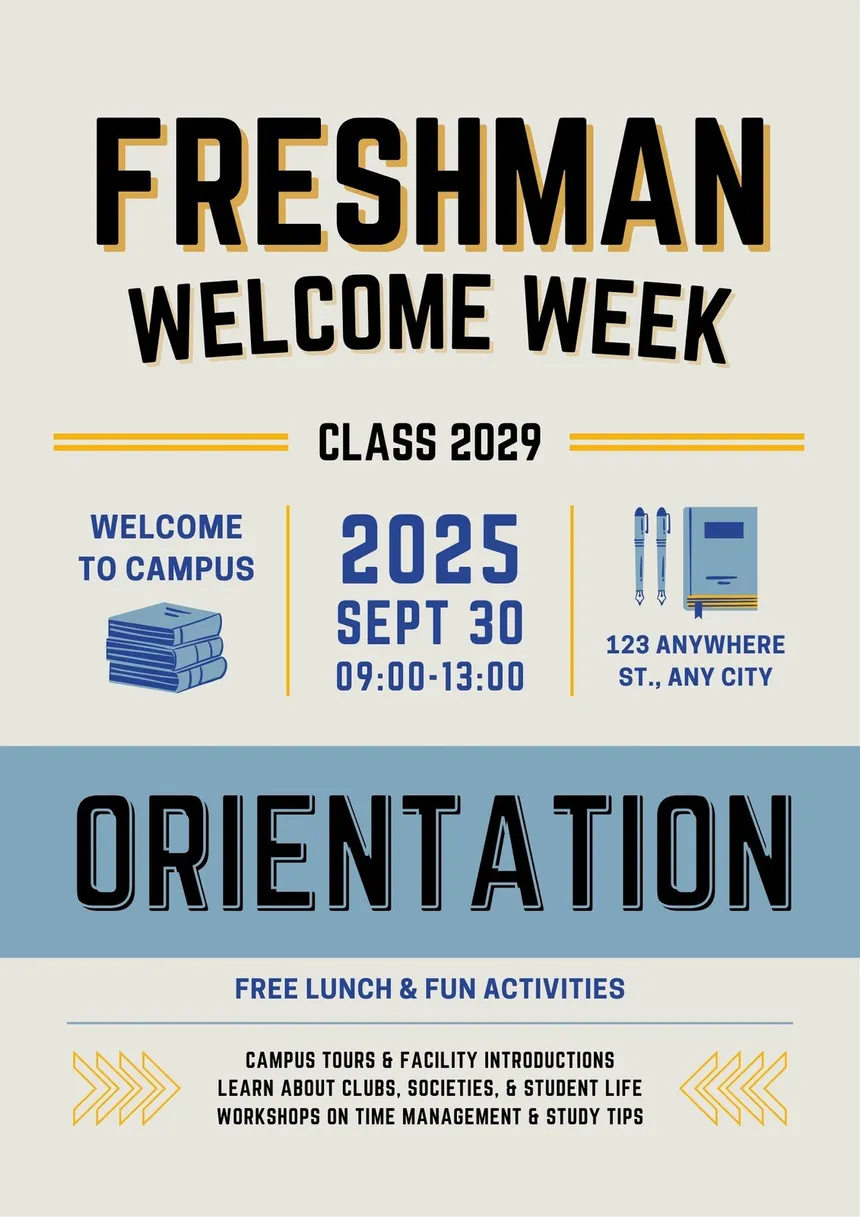 FRESHMAN
WELCOME WEEK
CLASS 2029
WELCOME
TO CAMPUS
2025
SEPT 30
09:00-13:00
123 ANYWHERE
ST., ANY CITY
ORIENTATION
FREE LUNCH & FUN ACTIVITIES
CAMPUS TOURS & FACILITY INTRODUCTIONS
LEARN ABOUT CLUBS, SOCIETIES, & STUDENT LIFE
WORKSHOPS ON TIME MANAGEMENT & STUDY TIPS